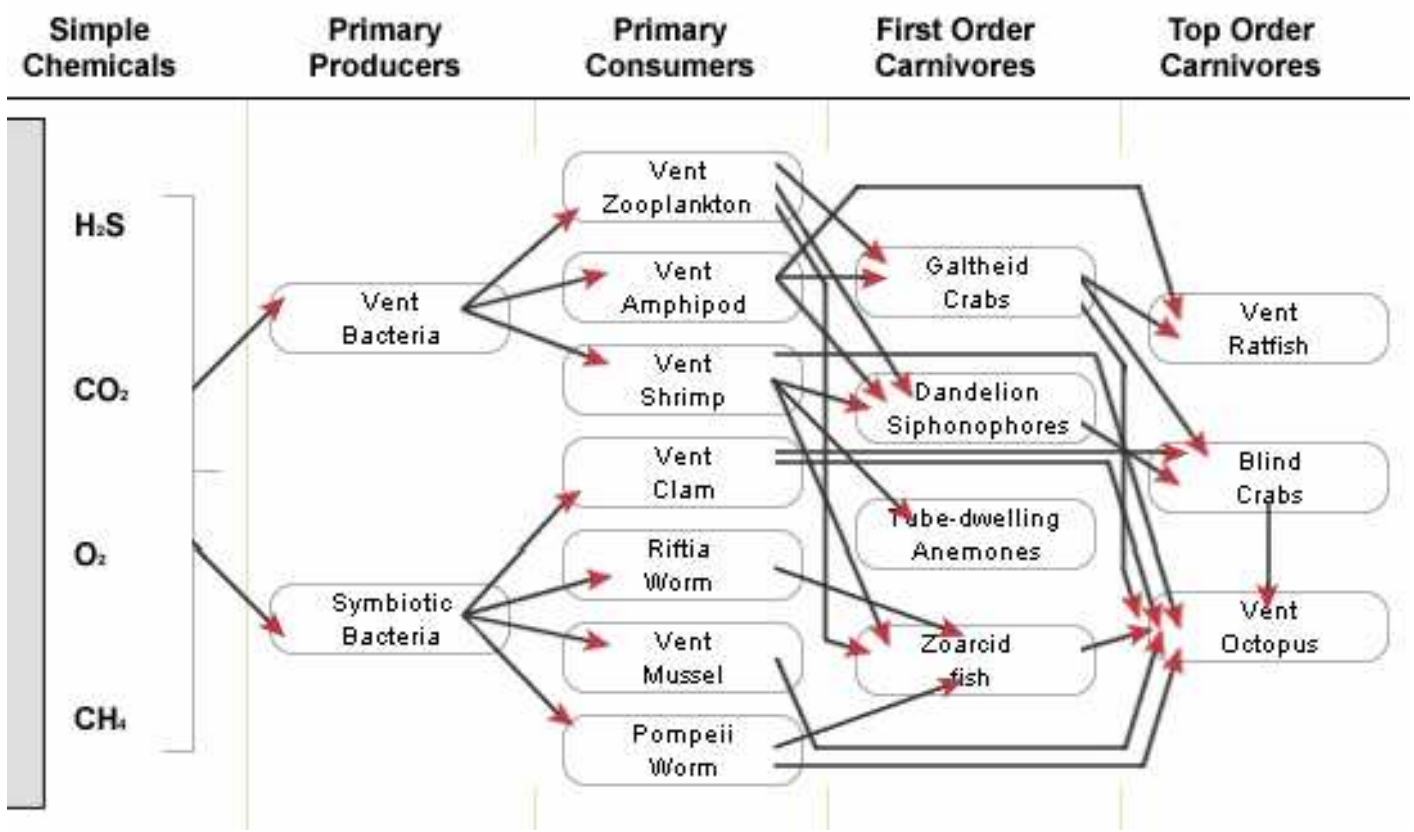 Simple
Chemicals
Primary
Producers
Primary
Consumers
First Order
Carnivores
Top Order
Carnivores
H₂S
CO₂
O₂
CH₄
Vent
Bacteria
Symbiotic
Bacteria
Vent
Zooplankton
Vent
Amphipod
Vent
Shrimp
Vent
Clam
Riftia
Worm
Vent
Mussel
Pompeii
Worm
Galtheid
Crabs
Dandelion
Siphonophores
Tube-dwelling
Anemones
Zoarcid
fish
Vent
Ratfish
Blind
Crabs
Vent
Octopus